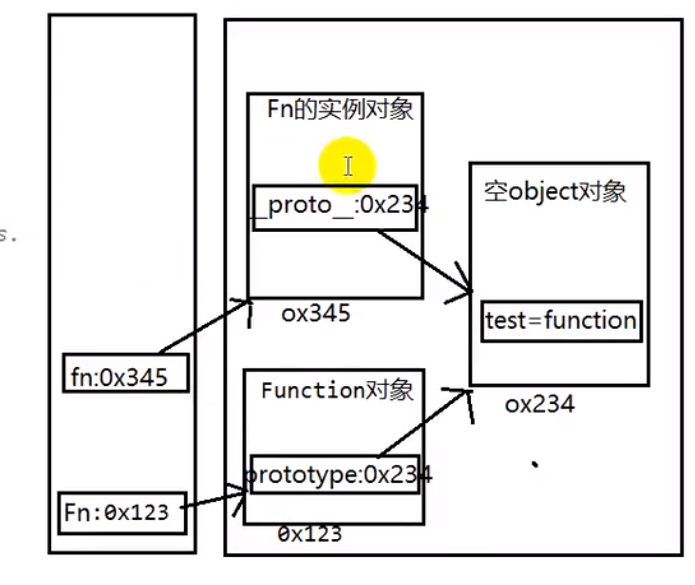 s.
Fn的实例对象
__proto__:0x234
ox345
空object对象
test=function
ox234
fn:0x345
Function对象
prototype:0x234
0x123
Fn:0x123